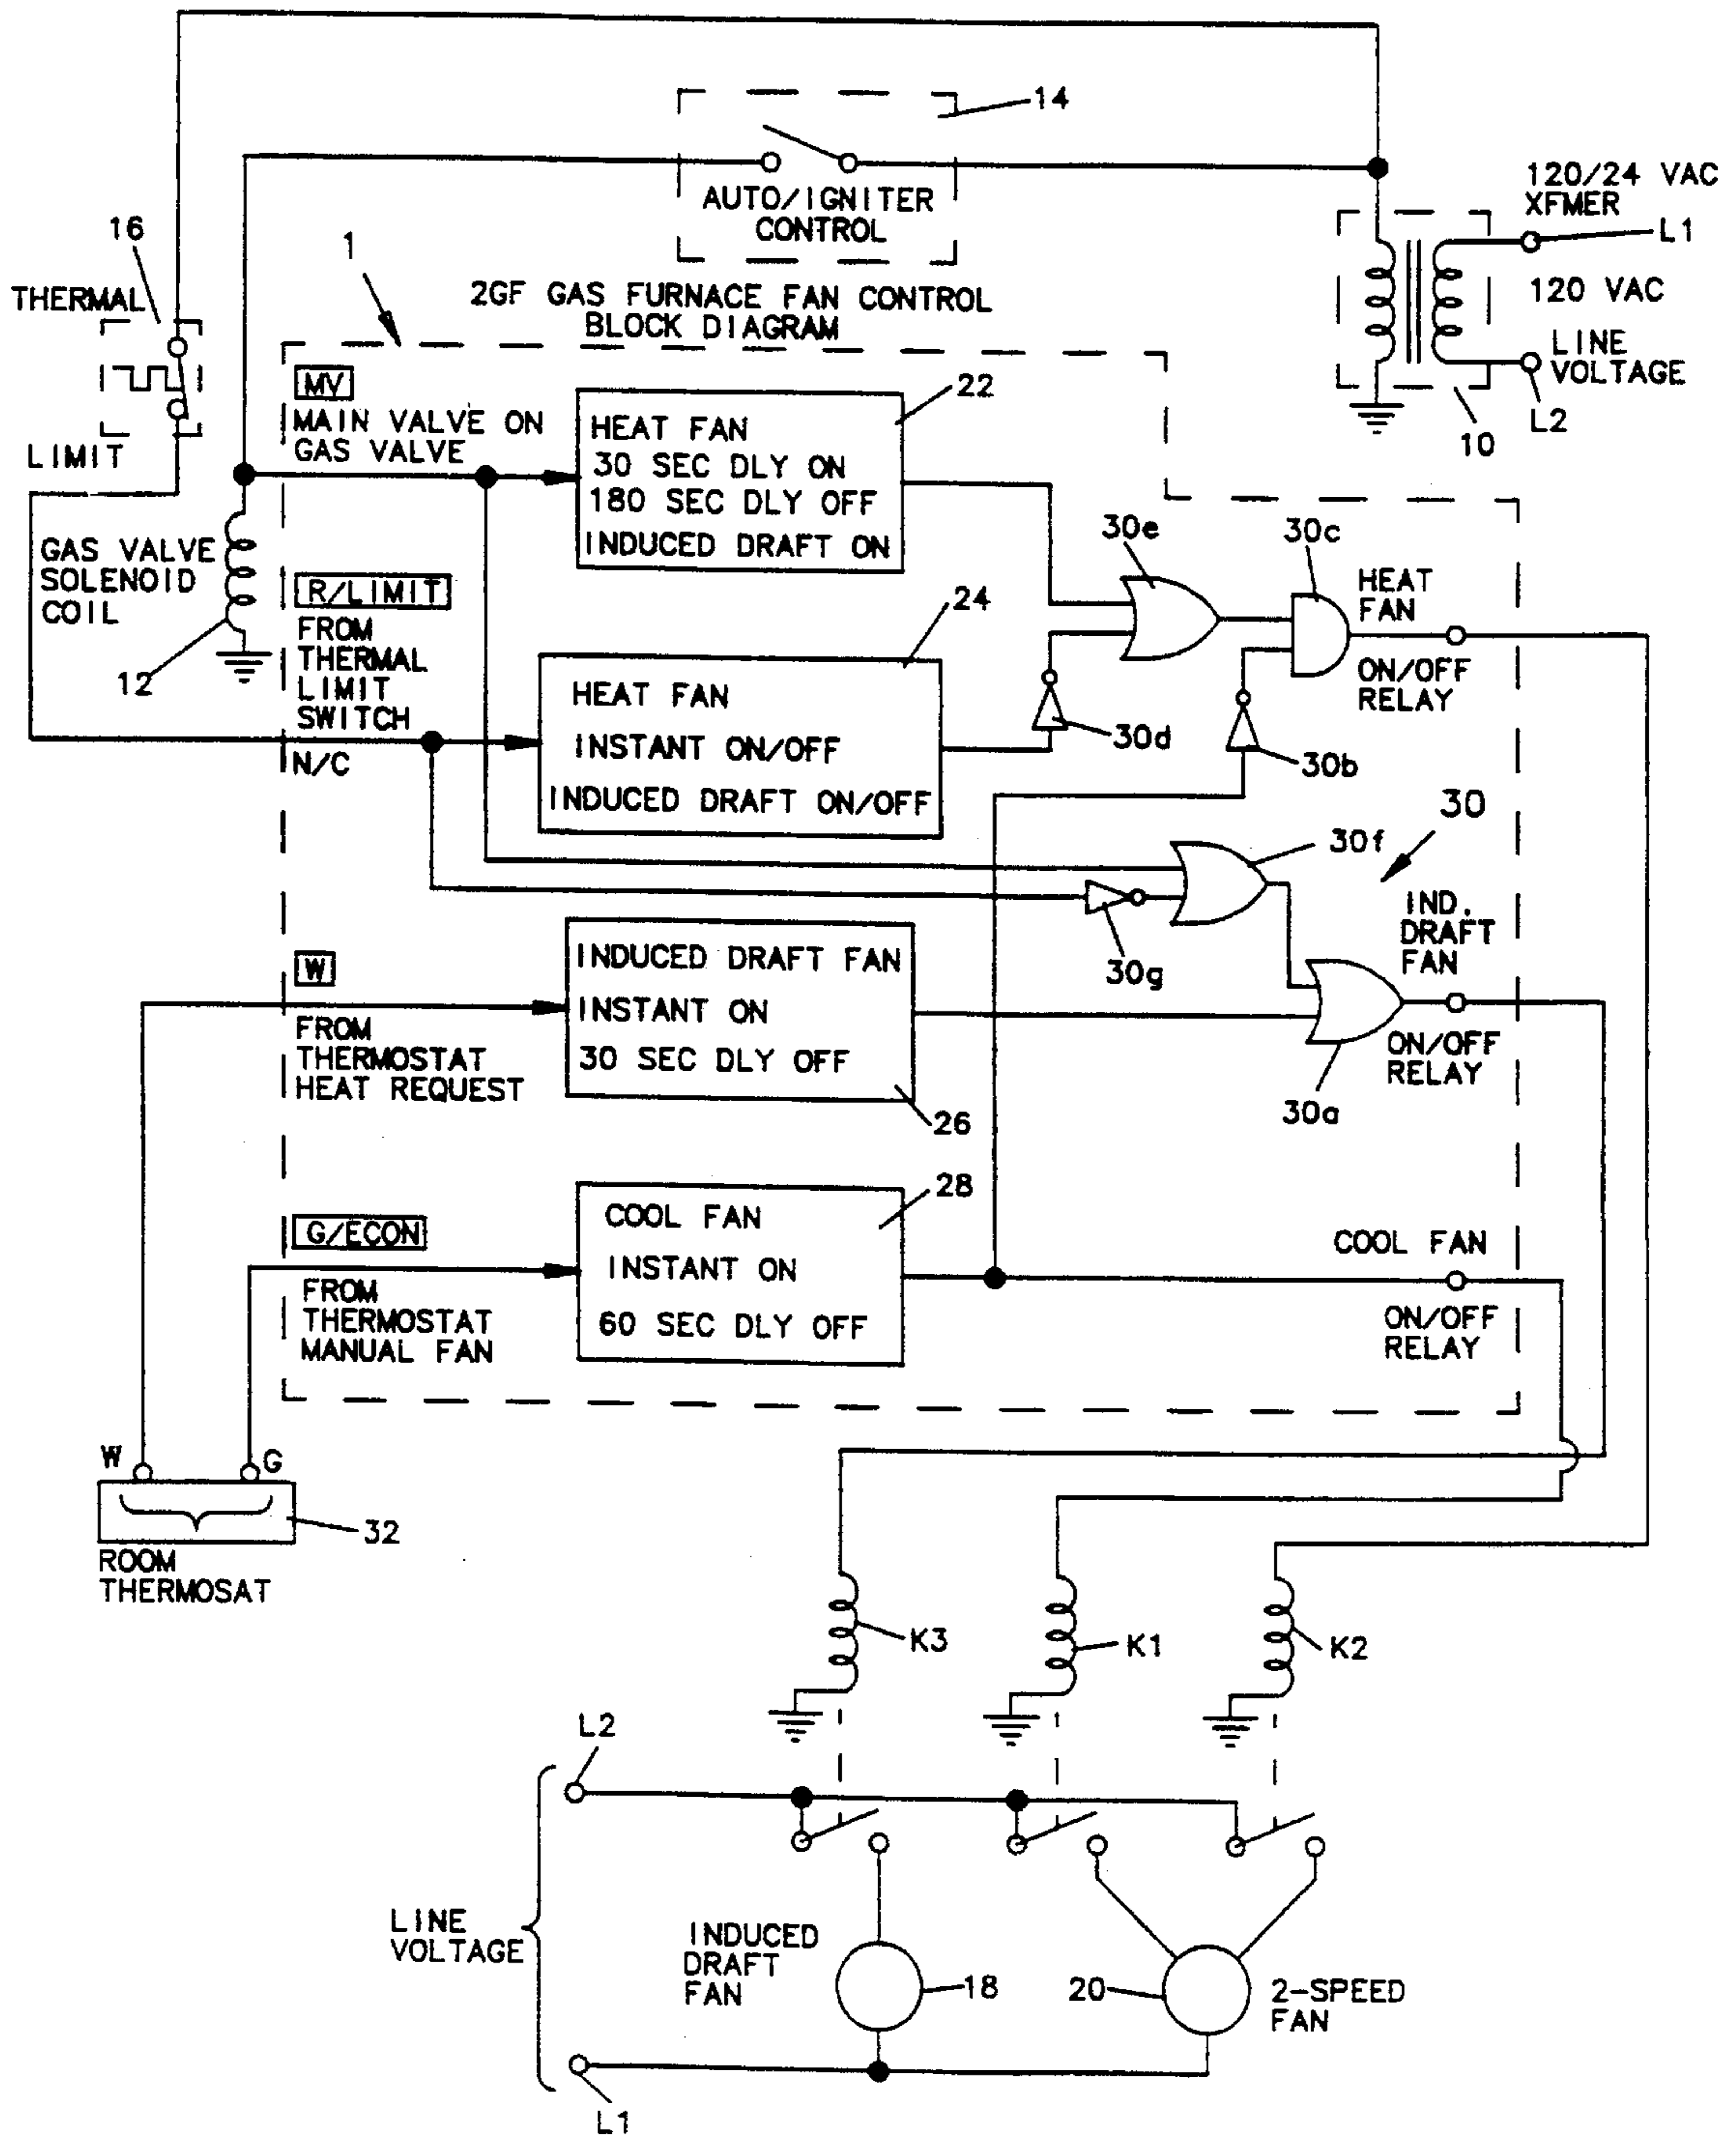 14
AUTO/IGNITER
CONTROL
120/24 VAC
XFMER
L1
120 VAC
LINE
VOLTAGE
L2
10
16
THERMAL
LIMIT
1
2GF GAS FURNACE FAN CONTROL
BLOCK DIAGRAM
MV
MAIN VALVE ON
GAS VALVE
22
HEAT FAN
30 SEC DLY ON
180 SEC DLY OFF
INDUCED DRAFT ON
GAS VALVE
SOLENOID
COIL
12
R/LIMIT
FROM
THERMAL
LIMIT
SWITCH
N/C
24
HEAT FAN
INSTANT ON/OFF
INDUCED DRAFT ON/OFF
30e
30c
HEAT
FAN
ON/OFF
RELAY
30d
30b
30
30f
30g
IND.
DRAFT
FAN
ON/OFF
RELAY
30a
W
FROM
THERMOSTAT
HEAT REQUEST
INDUCED DRAFT FAN
INSTANT ON
30 SEC DLY OFF
26
G/ECON
FROM
THERMOSTAT
MANUAL FAN
28
COOL FAN
INSTANT ON
60 SEC DLY OFF
COOL FAN
ON/OFF
RELAY
W
G
32
ROOM
THERMOSAT
K3
K1
K2
L2
LINE
VOLTAGE
INDUCED
DRAFT
FAN
18
20
2-SPEED
FAN
L1